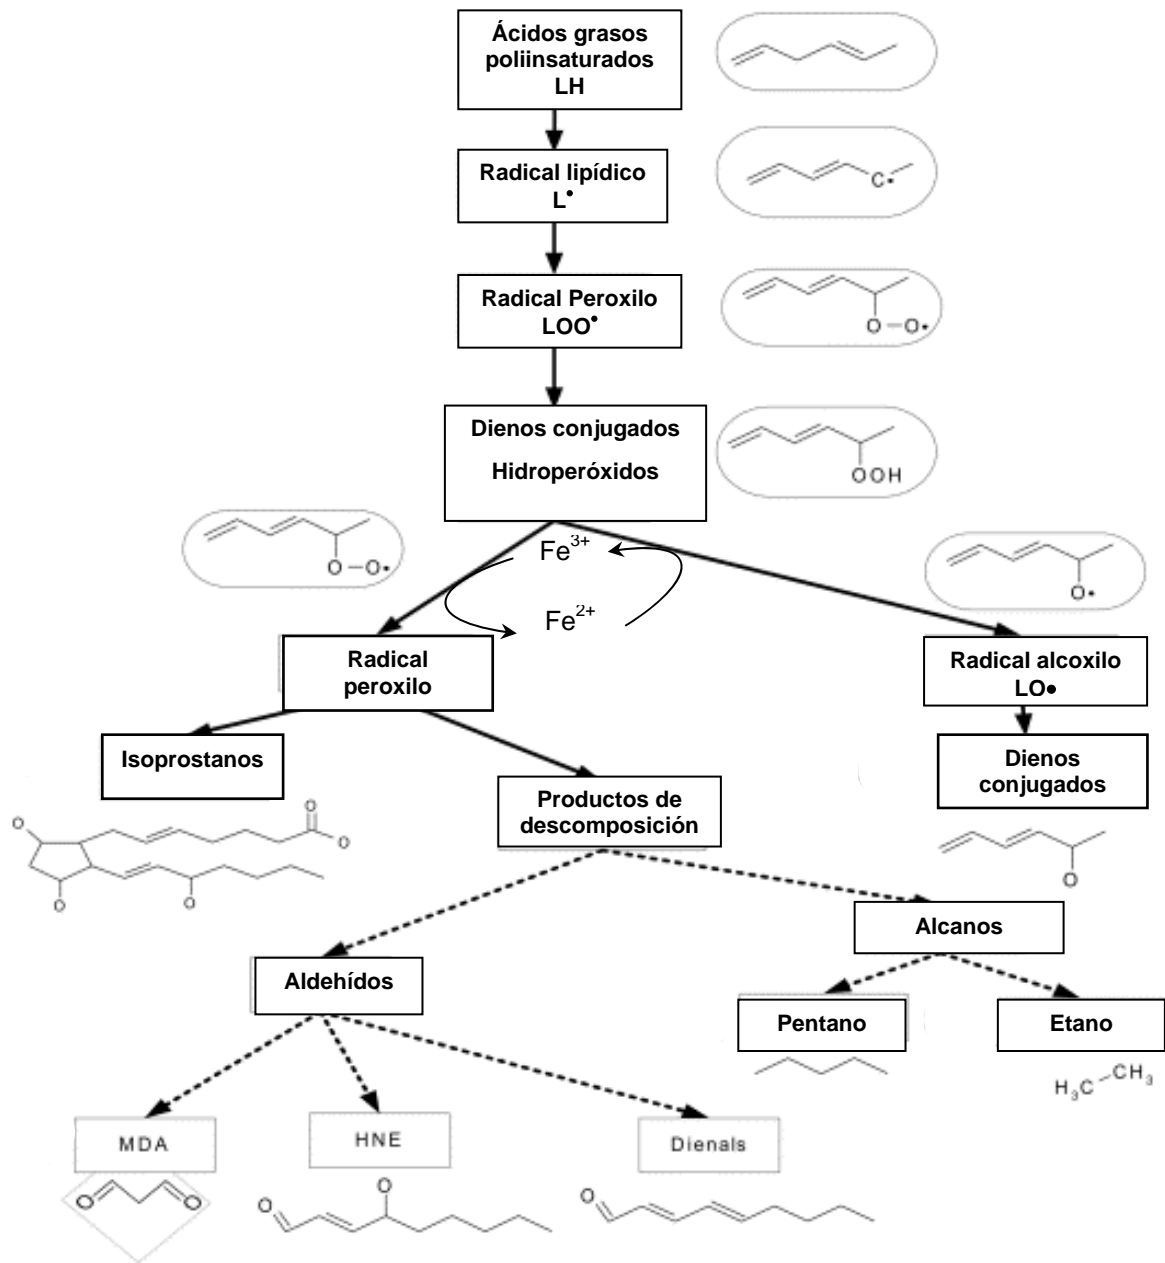 Ácidos grasos
poliinsaturados
LH
Radical lipídico
L•
C•
Radical Peroxilo
LOO•
O–O•
Dienos conjugados
Hidroperóxidos
OOH
O–O•
Fe3+
Fe2+
O•
Radical
peroxilo
Radical alcoxilo
LO•
Isoprostanos
Dienos
conjugados
Productos de
descomposición
O
O
O
O
O
O
Alcanos
Aldehídos
Pentano
Etano
H3C–CH3
MDA
HNE
Dienals
O
O
O
O
O